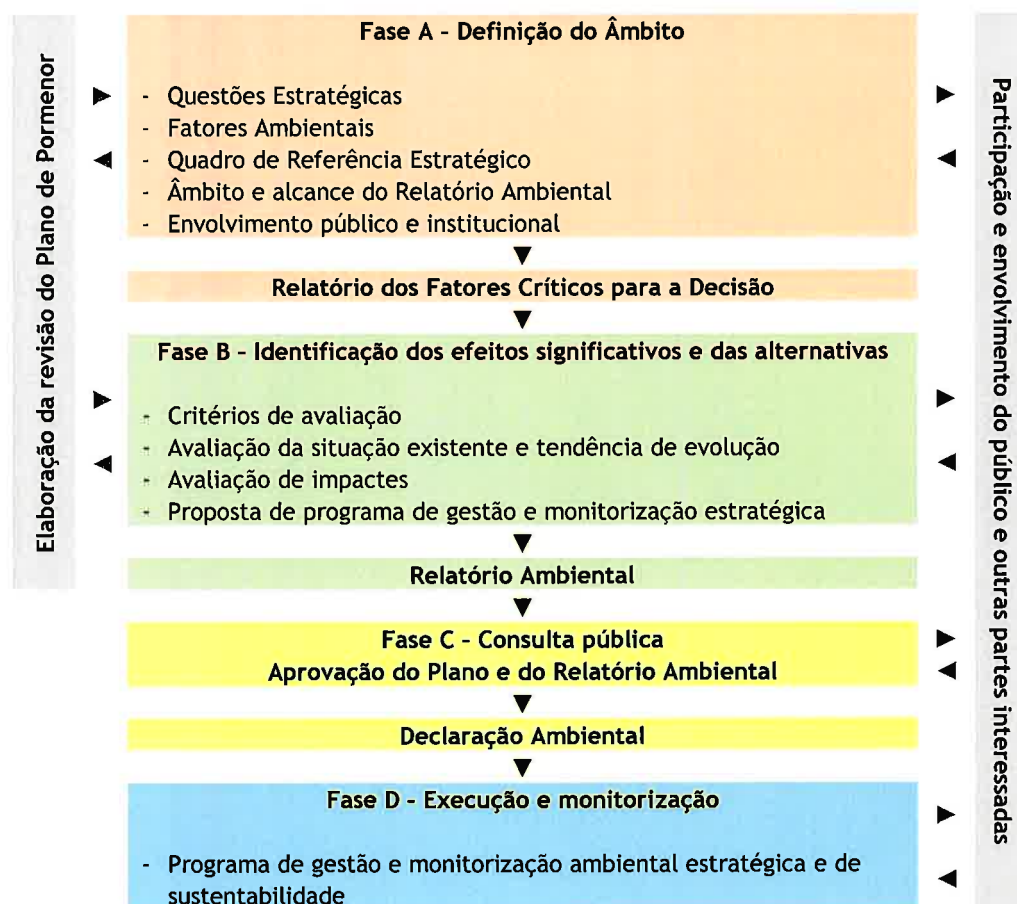 Elaboração da revisão do Plano de Pormenor
Fase A - Definição do Âmbito
- Questões Estratégicas
- Fatores Ambientais
- Quadro de Referência Estratégico
- Âmbito e alcance do Relatório Ambiental
- Envolvimento público e institucional
Relatório dos Fatores Críticos para a Decisão
Fase B - Identificação dos efeitos significativos e das alternativas
- Critérios de avaliação
- Avaliação da situação existente e tendência de evolução
- Avaliação de impactes
- Proposta de programa de gestão e monitorização estratégica
Relatório Ambiental
Fase C - Consulta pública
Aprovação do Plano e do Relatório Ambiental
Declaração Ambiental
Fase D - Execução e monitorização
- Programa de gestão e monitorização ambiental estratégica e de
sustentabilidade
Participação e envolvimento do público e outras partes interessadas